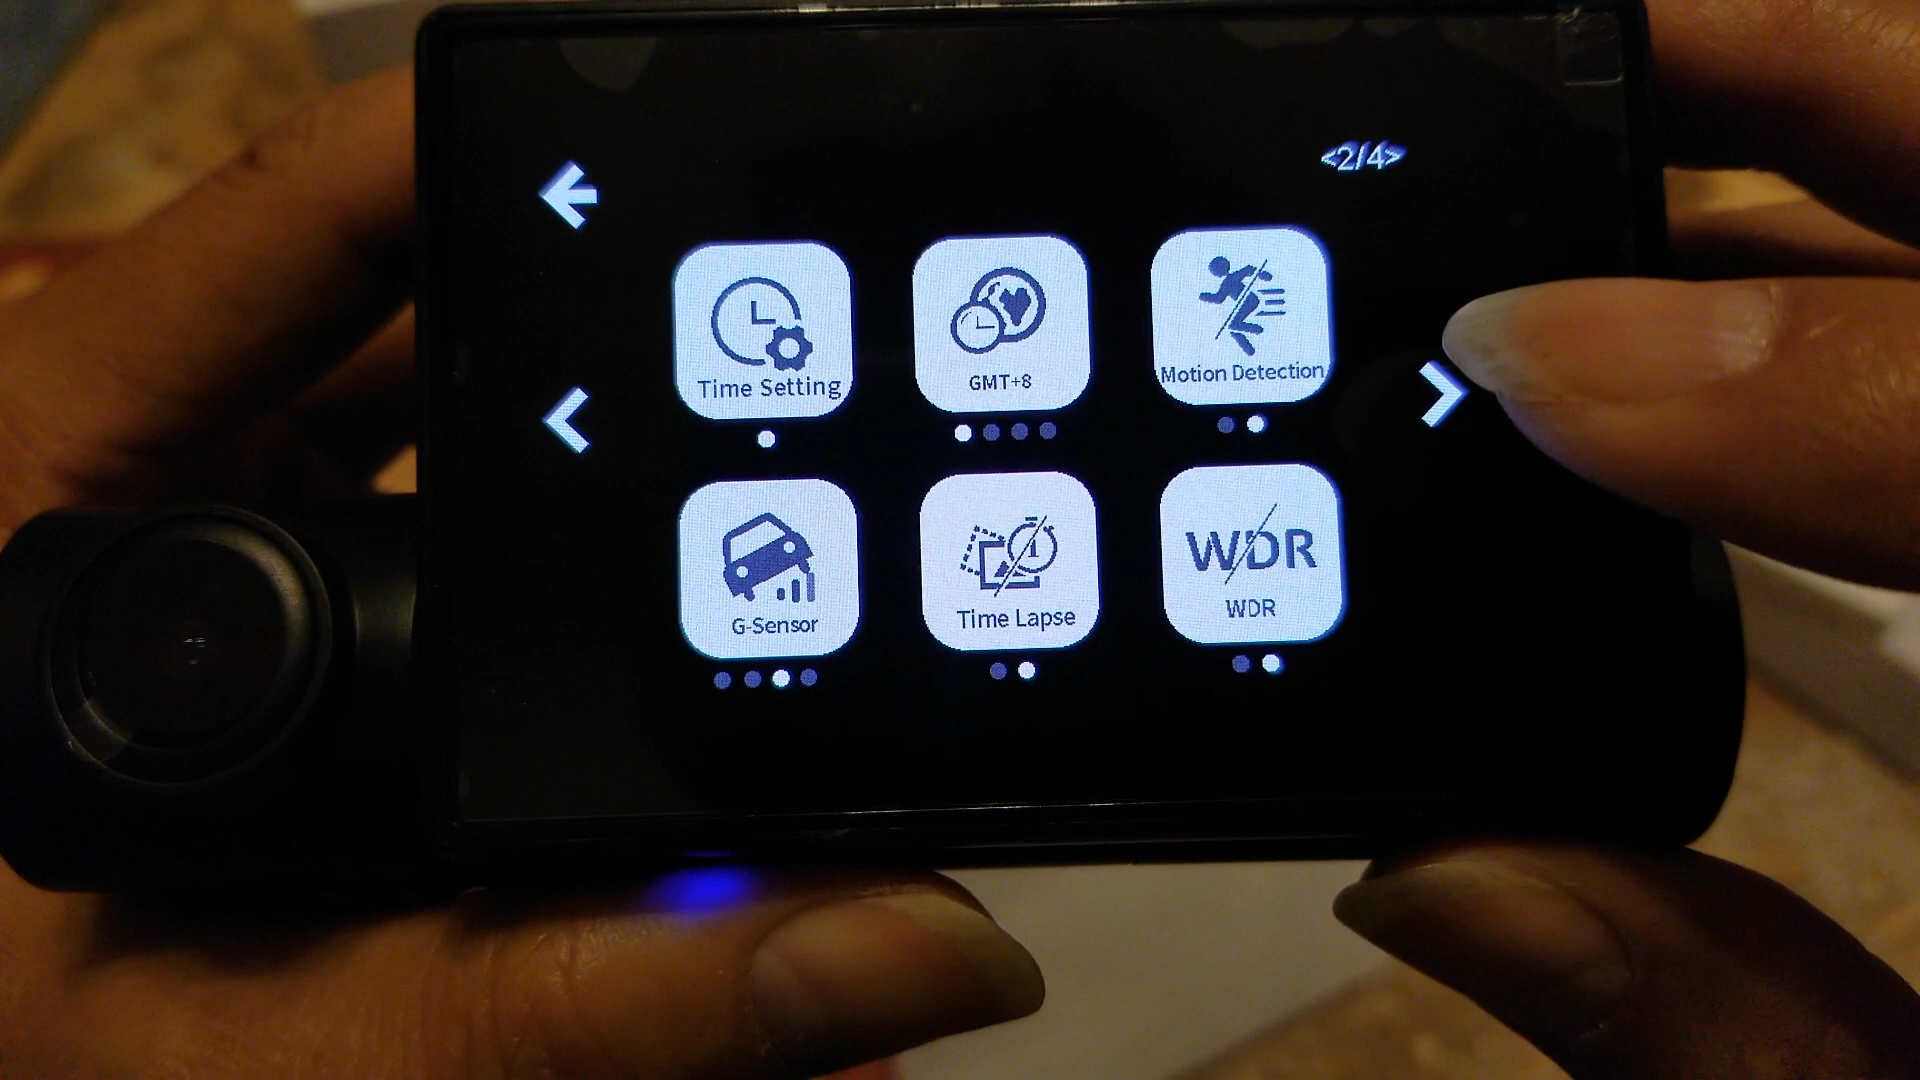 <2/4>
Time Setting
GMT+8
Motion Detection
G-Sensor
Time Lapse
WDR
WDR